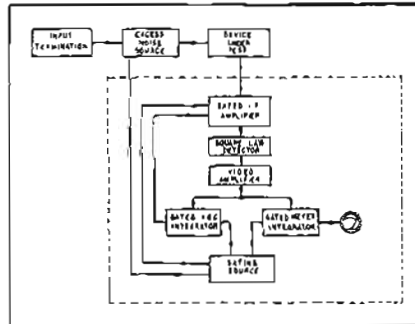 INPUT
TERMINATION
EXCESS
NOISE
SOURCE
DEVICE
UNDER
TEST
GATED I-F
AMPLIFIER
SQUARE LAW
DETECTOR
VIDEO
AMPLIFIER
GATED AGC
INTEGRATOR
GATED METER
INTEGRATOR
GATING
SOURCE